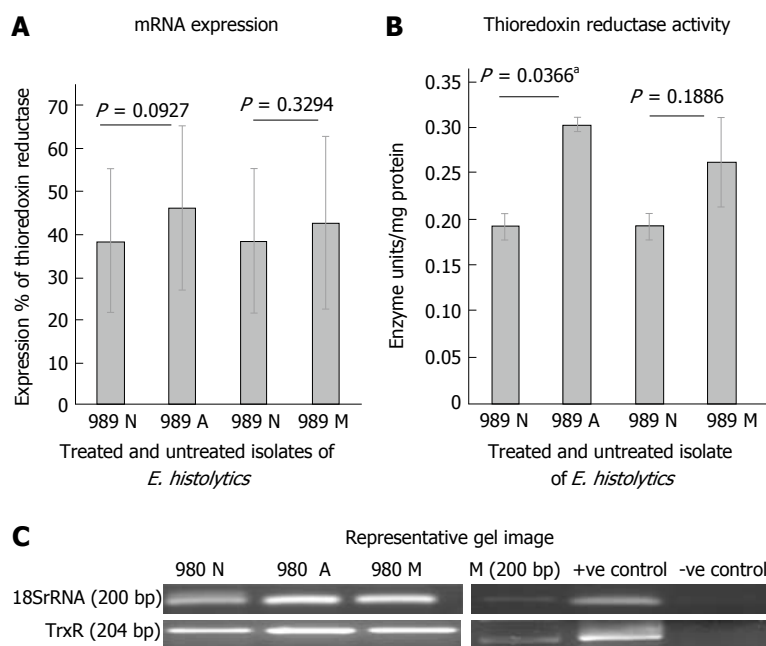 A
mRNA expression
Expression % of thioredoxin reductase
70
60
50
40
30
20
10
0
P = 0.0927
P = 0.3294
989 N 989 A 989 N 989 M
Treated and untreated isolates of
E. histolytics
B
Thioredoxin reductase activity
Enzyme units/mg protein
0.35
0.30
0.25
0.20
0.15
0.10
0.05
0
P = 0.0366ᵃ
P = 0.1886
989 N 989 A 989 N 989 M
Treated and untreated isolate
of E. histolytics
C
Representative gel image
980 N 980 A 980 M M (200 bp) +ve control -ve control
18SrRNA (200 bp)
TrxR (204 bp)